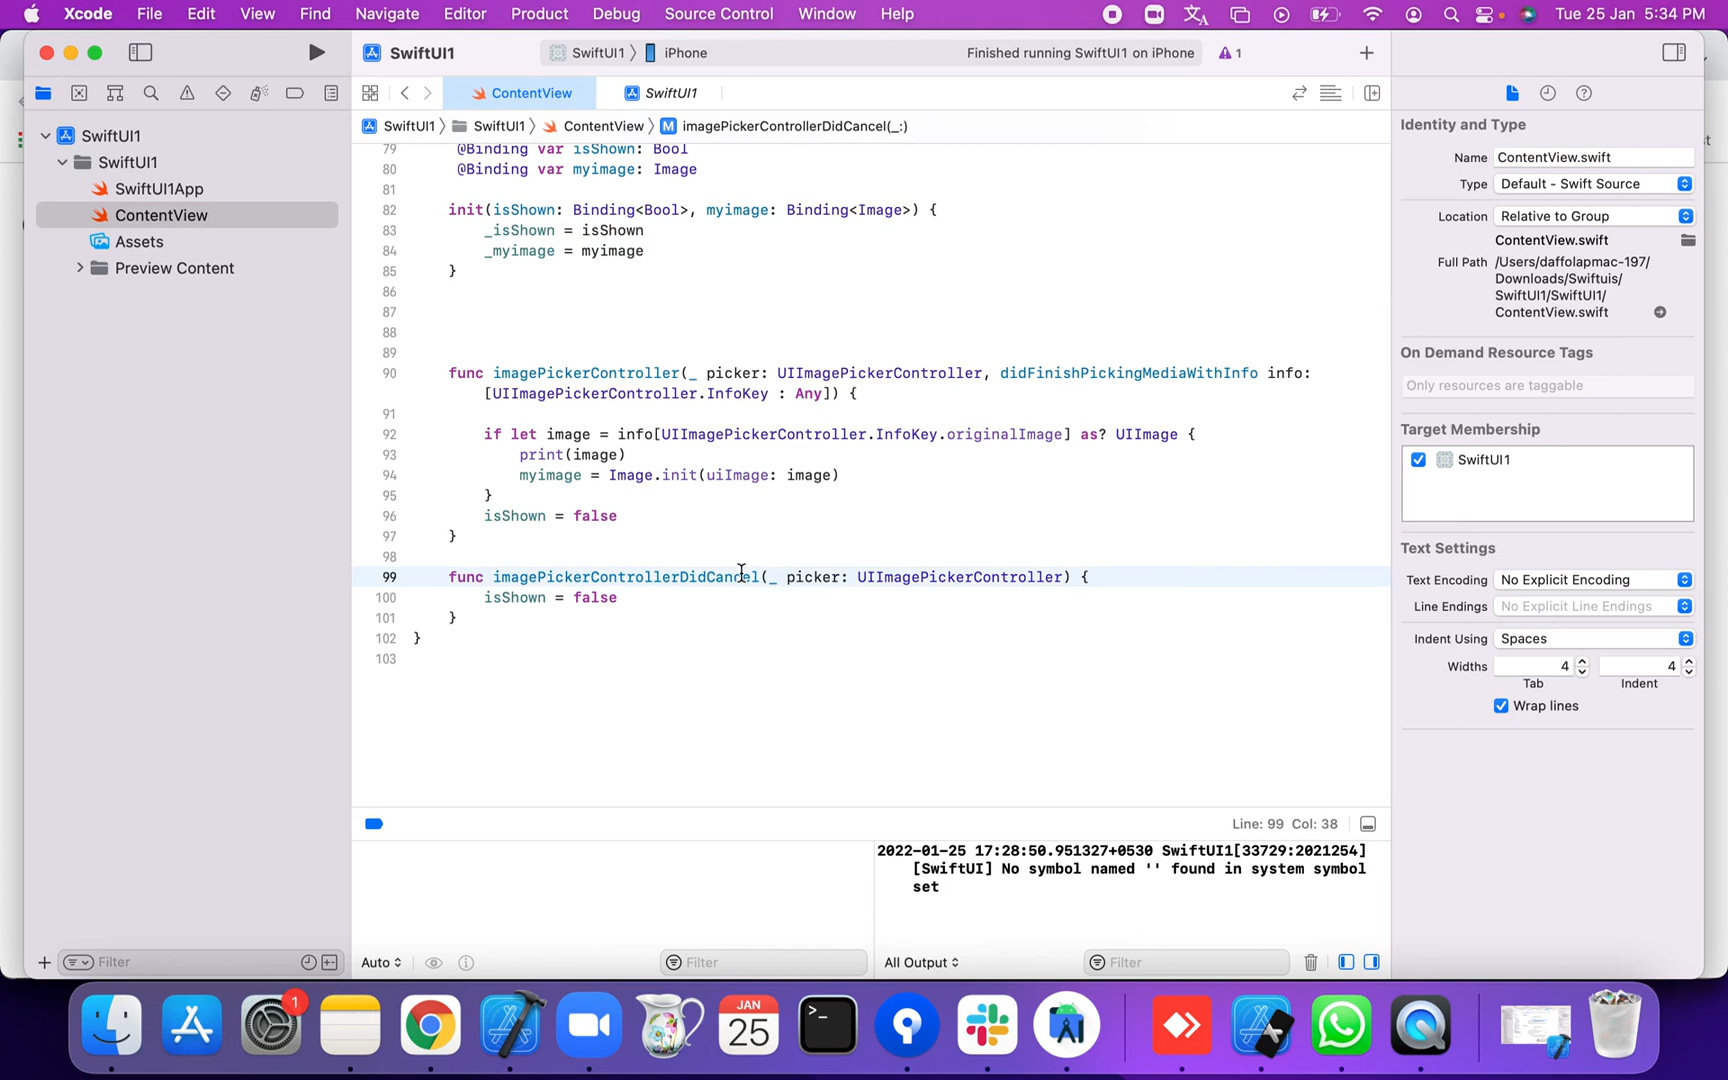 Xcode File Edit View Find Navigate Editor Product Debug Source Control Window Help Tue 25 Jan 5:34 PM
SwiftUI1 SwiftUI1 iPhone Finished running SwiftUI1 on iPhone 1
ContentView SwiftUI1
SwiftUI1 SwiftUI1 ContentView M imagePickerControllerDidCancel(_:)
SwiftUI1
SwiftUI1
SwiftUI1App
ContentView
Assets
Preview Content
79 @Binding var isShown: Bool
80 @Binding var myimage: Image
81
82 init(isShown: Binding<Bool>, myimage: Binding<Image>) {
83 _isShown = isShown
84 _myimage = myimage
85 }
86
87
88
89
90 func imagePickerController(_ picker: UIImagePickerController, didFinishPickingMediaWithInfo info:
[UIImagePickerController.InfoKey : Any]) {
91
92 if let image = info[UIImagePickerController.InfoKey.originalImage] as? UIImage {
93 print(image)
94 myimage = Image.init(uiImage: image)
95 }
96 isShown = false
97 }
98
99 func imagePickerControllerDidCancel(_ picker: UIImagePickerController) {
100 isShown = false
101 }
102 }
103
Line: 99 Col: 38
2022-01-25 17:28:50.951327+0530 SwiftUI1[33729:2021254]
[SwiftUI] No symbol named '' found in system symbol
set
Filter
Auto
Filter
All Output
Filter
Identity and Type
Name ContentView.swift
Type Default - Swift Source
Location Relative to Group
ContentView.swift
Full Path /Users/daffolapmac-197/
Downloads/Swiftuis/
SwiftUI1/SwiftUI1/
ContentView.swift
On Demand Resource Tags
Only resources are taggable
Target Membership
SwiftUI1
Text Settings
Text Encoding No Explicit Encoding
Line Endings No Explicit Line Endings
Indent Using Spaces
Widths 4 4
Tab Indent
Wrap lines
1
JAN
25
>_